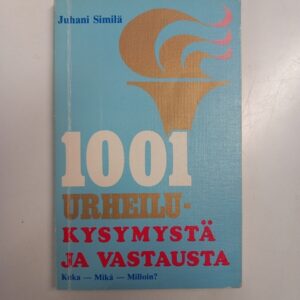 Juhani Similä
1001
URHEILU-
KYSYMYSTÄ
JA VASTAUSTA
Kuka — Mikä — Milloin?